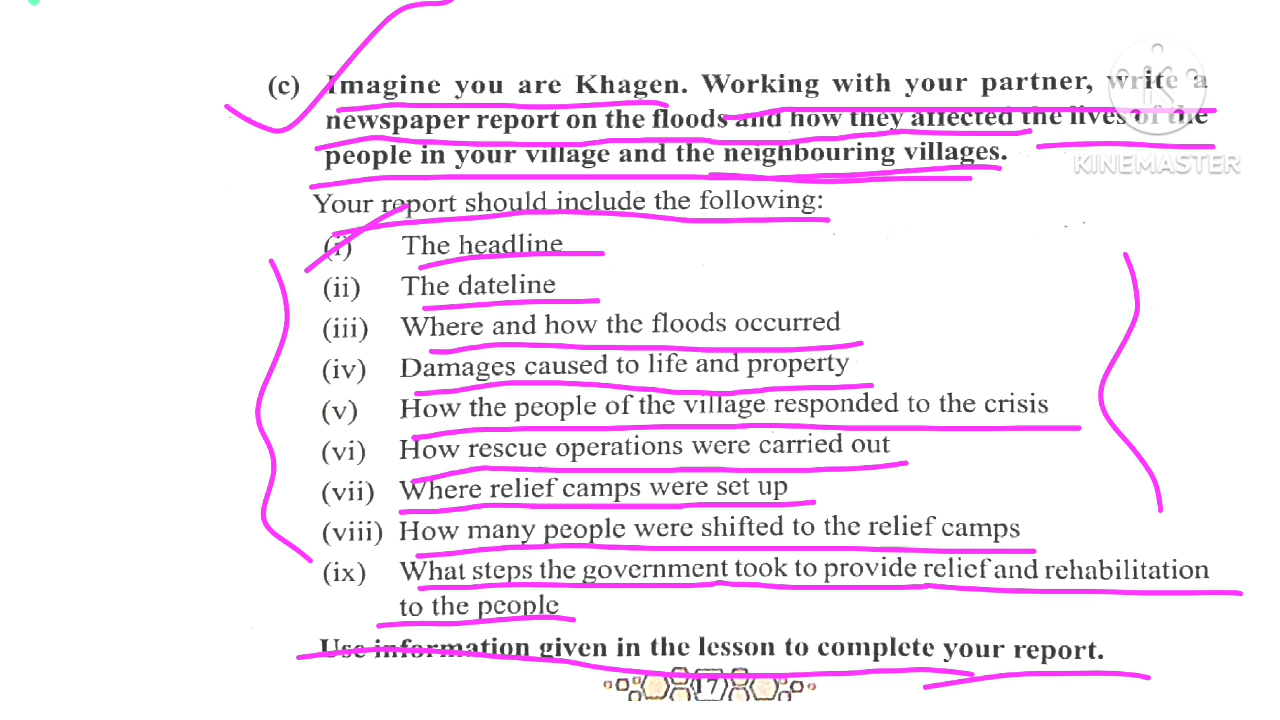 (c) Imagine you are Khagen. Working with your partner, write a
newspaper report on the floods and how they affected the lives of the
people in your village and the neighbouring villages.
KINEMASTER
Your report should include the following:
(i) The headline
(ii) The dateline
(iii) Where and how the floods occurred
(iv) Damages caused to life and property
(v) How the people of the village responded to the crisis
(vi) How rescue operations were carried out
(vii) Where relief camps were set up
(viii) How many people were shifted to the relief camps
(ix) What steps the government took to provide relief and rehabilitation
to the people
Use information given in the lesson to complete your report.
17